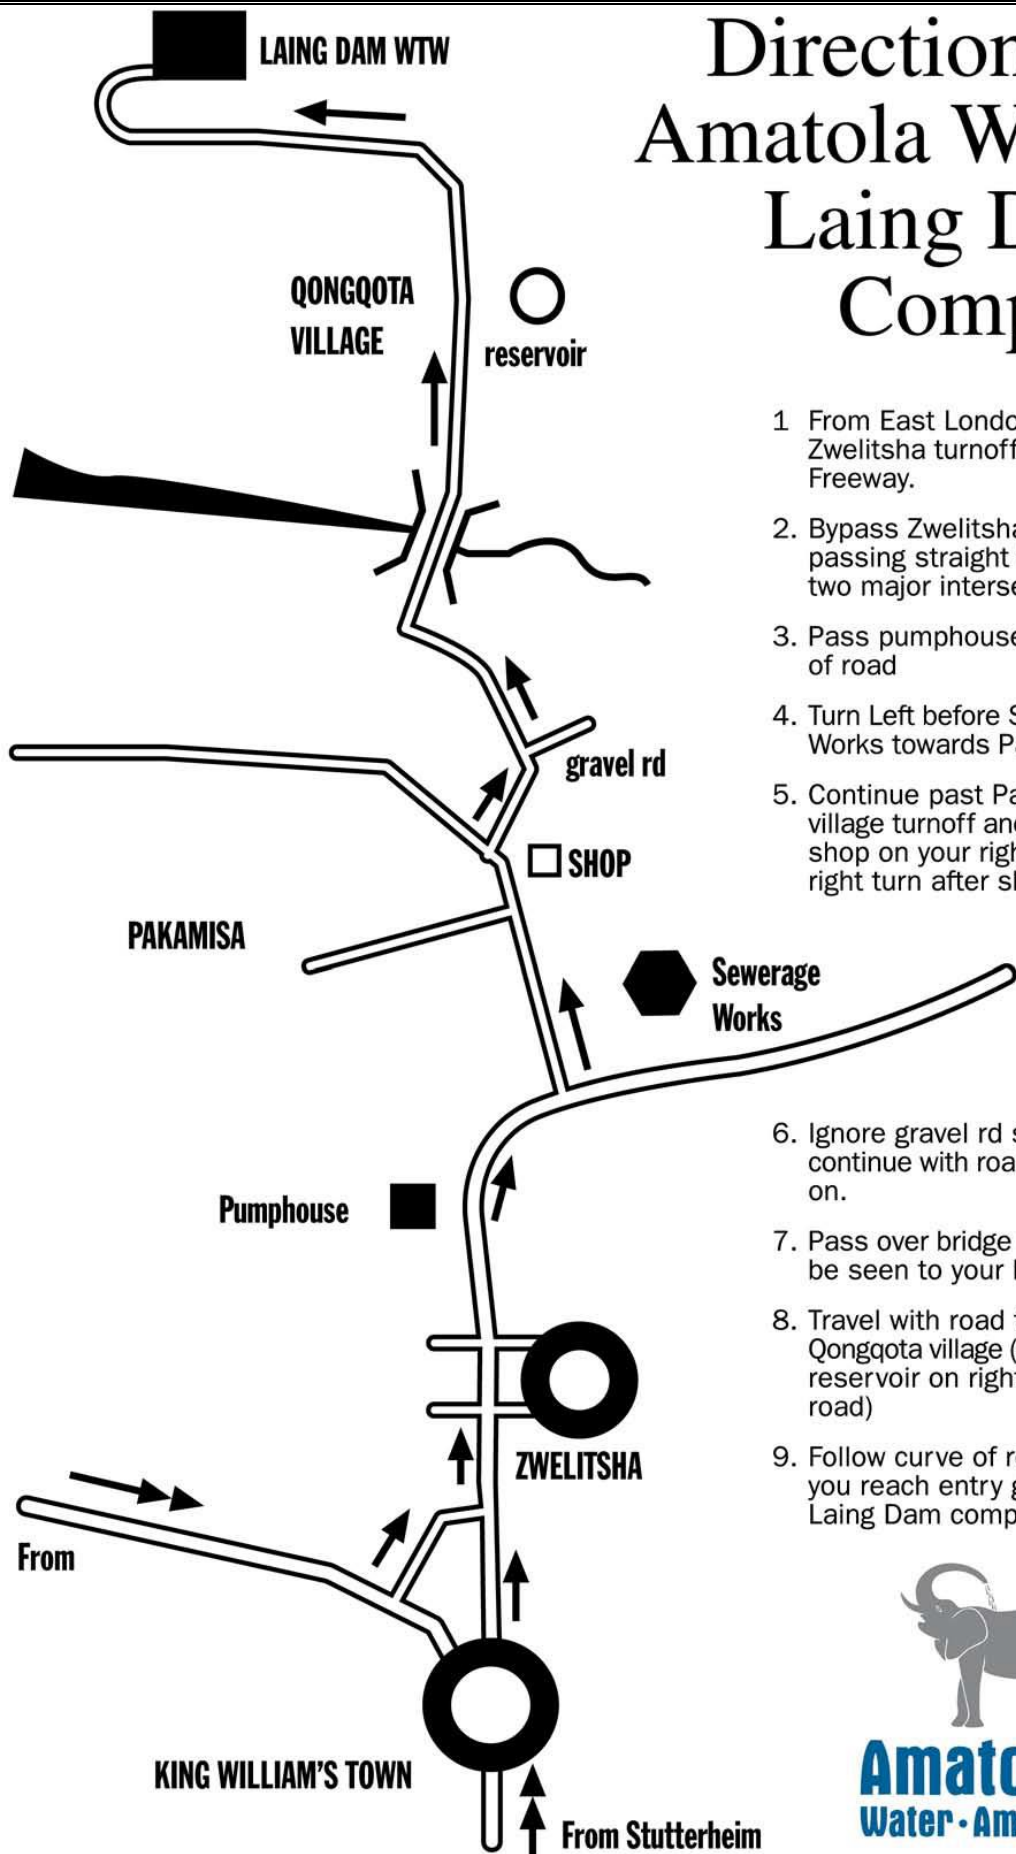 LAING DAM WTW
Direction
Amatola W
Laing D
Comp
QONGQOTA
VILLAGE
reservoir
1 From East Londo
Zwelitsha turnoff
Freeway.
2. Bypass Zwelitsha
passing straight
two major interse
3. Pass pumphouse
of road
4. Turn Left before S
Works towards Pa
5. Continue past Pa
village turnoff and
shop on your righ
right turn after sh
gravel rd
SHOP
PAKAMISA
Sewerage
Works
6. Ignore gravel rd s
continue with roa
on.
7. Pass over bridge
be seen to your l
8. Travel with road t
Qongqota village (
reservoir on right
road)
9. Follow curve of r
you reach entry g
Laing Dam comp
Pumphouse
ZWELITSHA
From
KING WILLIAM'S TOWN
From Stutterheim
Amato
Water · Am